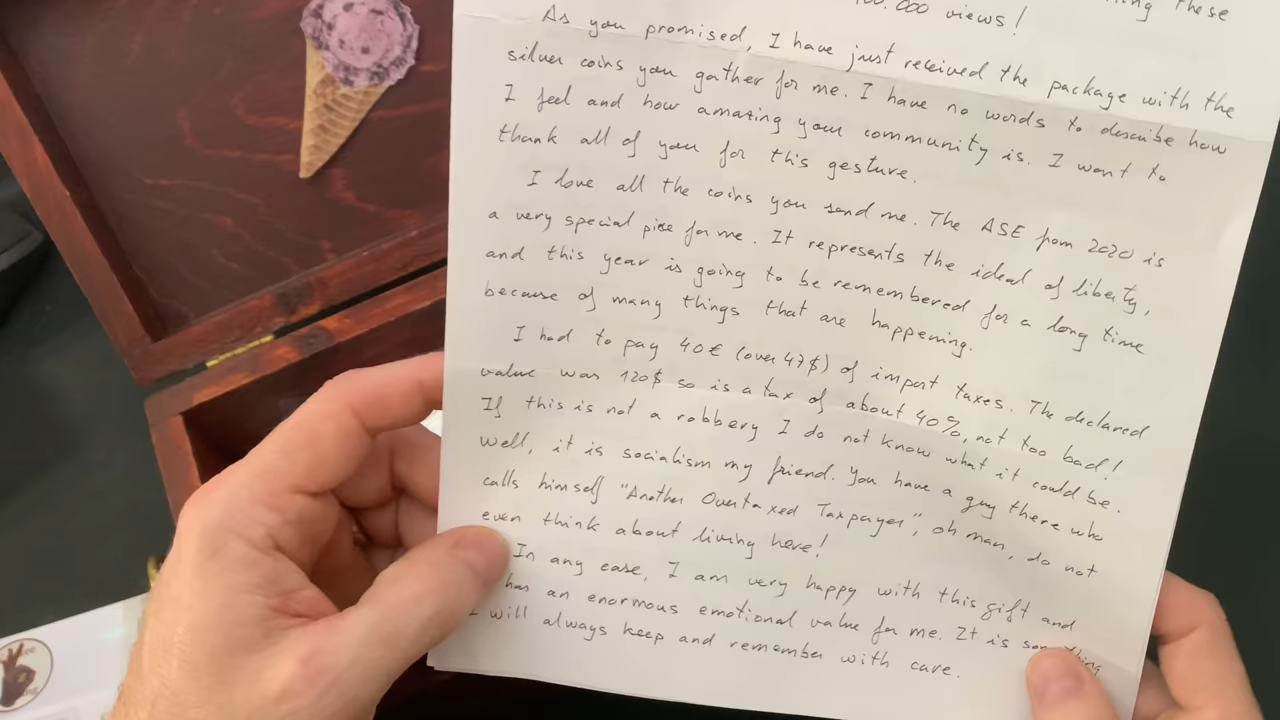 these
100.000 views!
As you promised, I have just received the package with the
silver coins you gather for me. I have no words to describe how
I feel and how amazing your community is. I want to
thank all of you for this gesture.
I love all the coins you send me. The ASE from 2020 is
a very special piece for me. It represents the ideal of liberty,
and this year is going to be remembered for a long time
because of many things that are happening.
I had to pay 40€ (over 47$) of import taxes. The declared
value was 120$ so is a tax of about 40%, not too bad!
If this is not a robbery I do not know what it could be.
Well, it is socialism my friend. You have a guy there who
calls himself "Another Overtaxed Taxpayer", oh man, do not
even think about living here!
In any case, I am very happy with this gift and
has an enormous emotional value for me. It is something
I will always keep and remember with care.